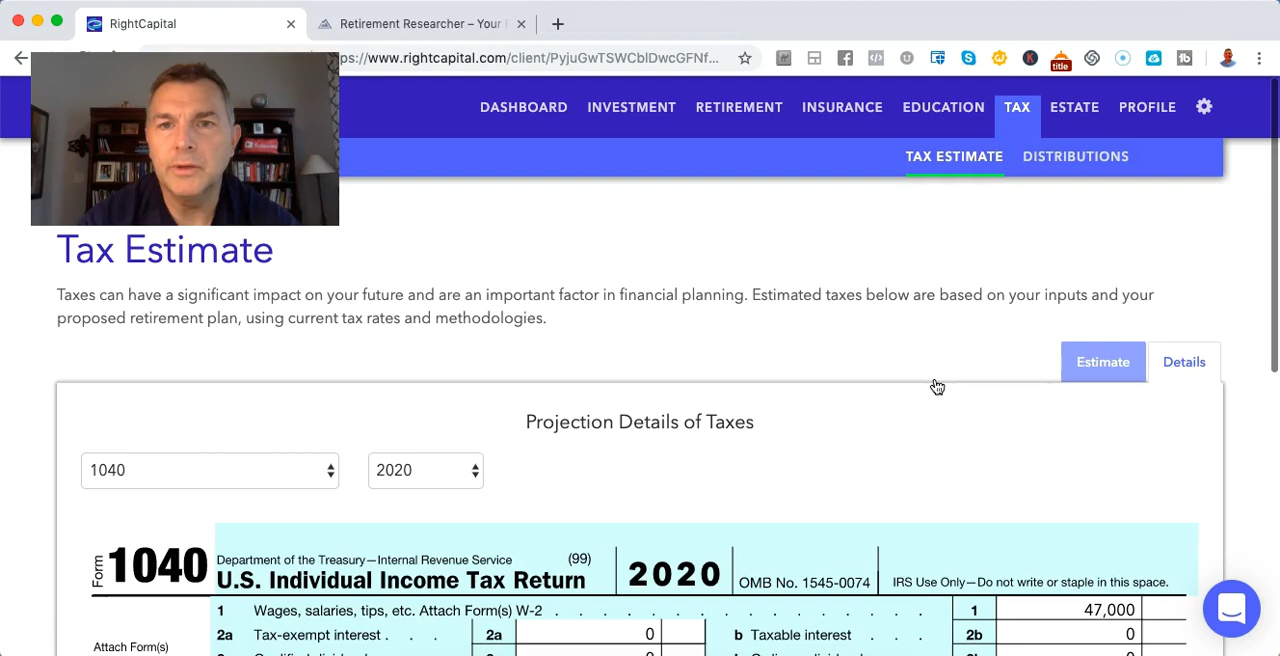 RightCapital
Retirement Researcher – Your
ps://www.rightcapital.com/client/PyjuGwTSWCblDwcGFNf...
title
DASHBOARD INVESTMENT RETIREMENT INSURANCE EDUCATION TAX ESTATE PROFILE
TAX ESTIMATE DISTRIBUTIONS
Tax Estimate
Taxes can have a significant impact on your future and are an important factor in financial planning. Estimated taxes below are based on your inputs and your
proposed retirement plan, using current tax rates and methodologies.
Estimate Details
Projection Details of Taxes
1040 2020
Form 1040 Department of the Treasury—Internal Revenue Service (99)
U.S. Individual Income Tax Return 2020 OMB No. 1545-0074 IRS Use Only—Do not write or staple in this space.
1 Wages, salaries, tips, etc. Attach Form(s) W-2 . . . . . . . . . . . . . . . . 1 47,000
Attach Form(s) 2a Tax-exempt interest . . . 2a 0 b Taxable interest . . . 2b 0